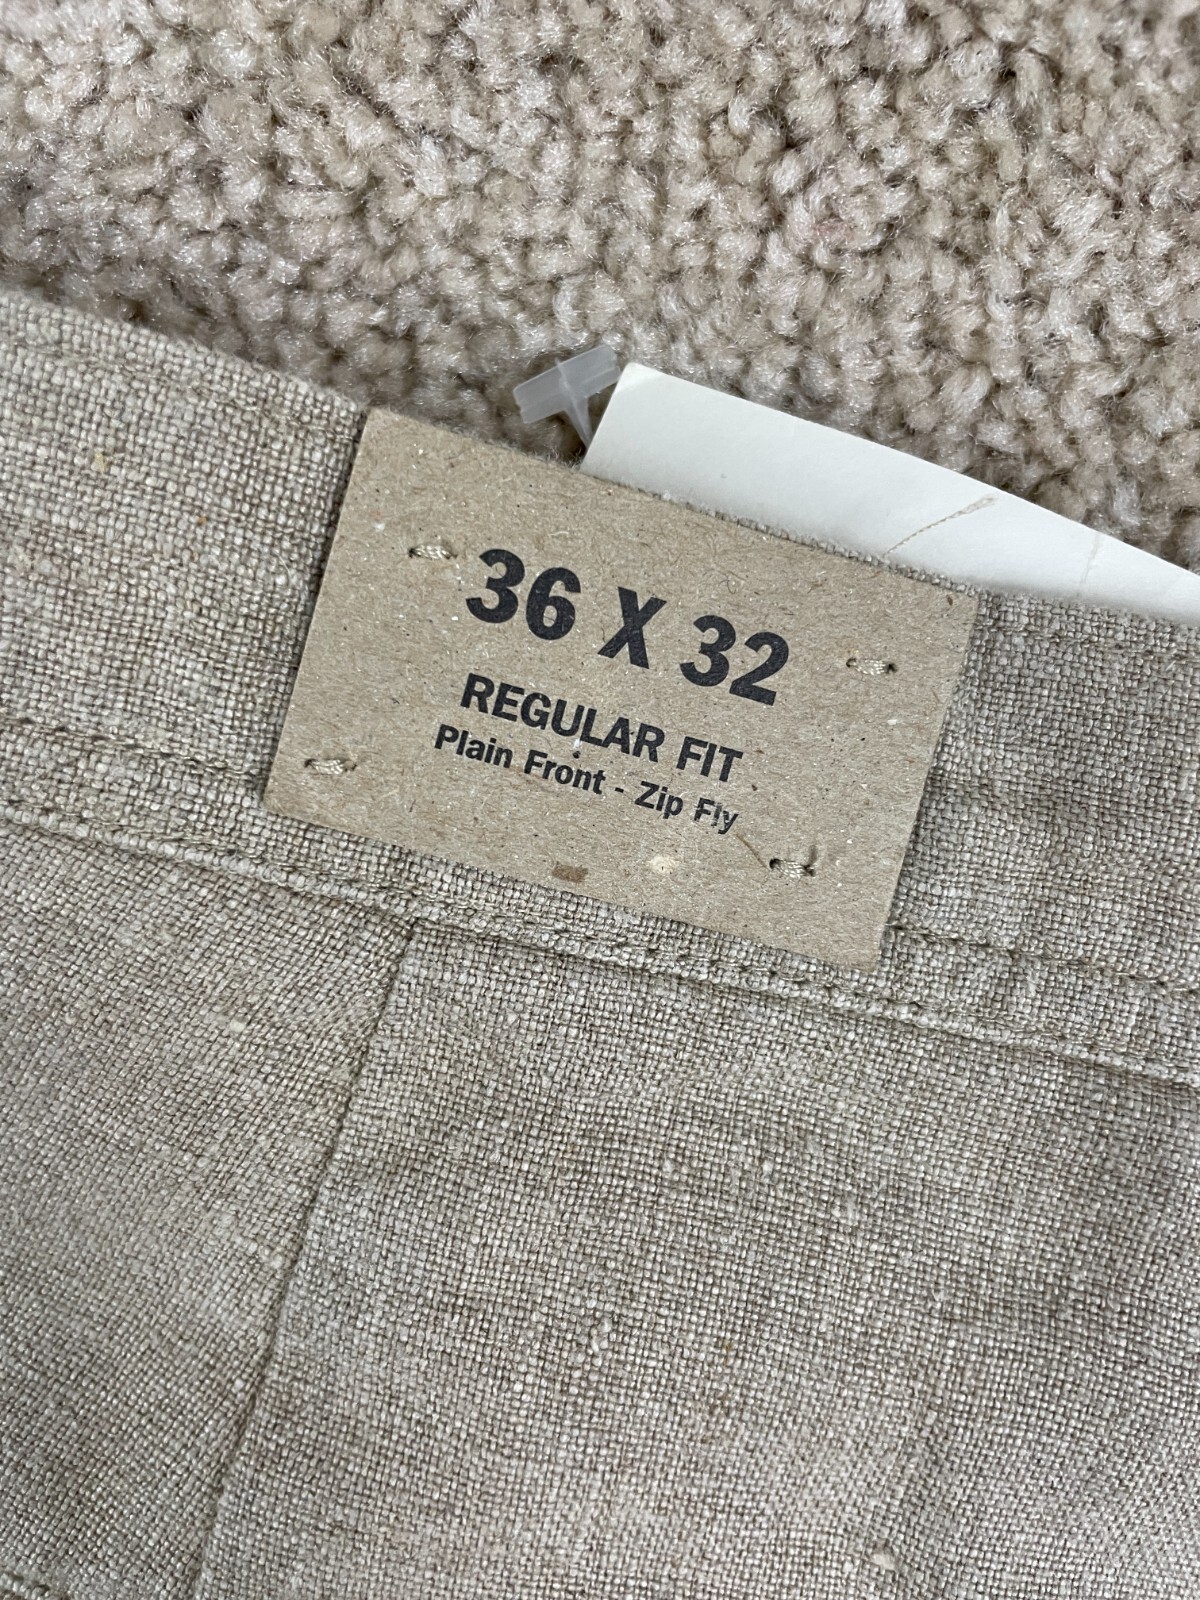 36 X 32
REGULAR FIT
Plain Front - Zip Fly